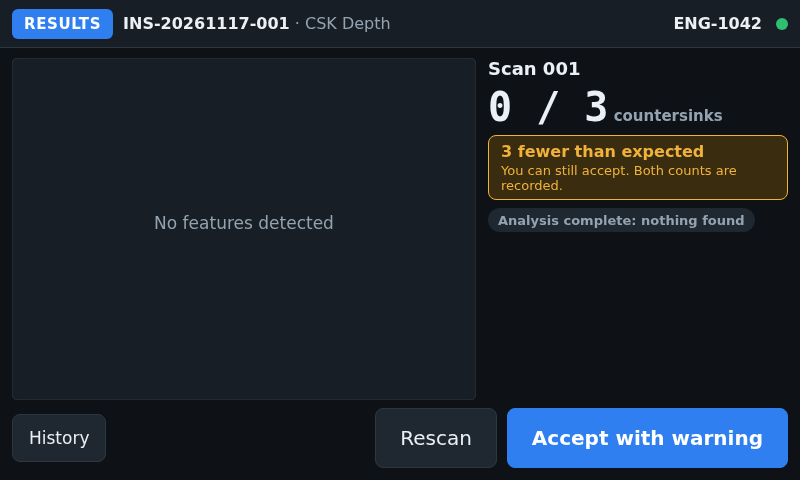 RESULTS INS-20261117-001 · CSK Depth ENG-1042
No features detected
Scan 001
0 / 3 countersinks
3 fewer than expected
You can still accept. Both counts are
recorded.
Analysis complete: nothing found
History Rescan Accept with warning